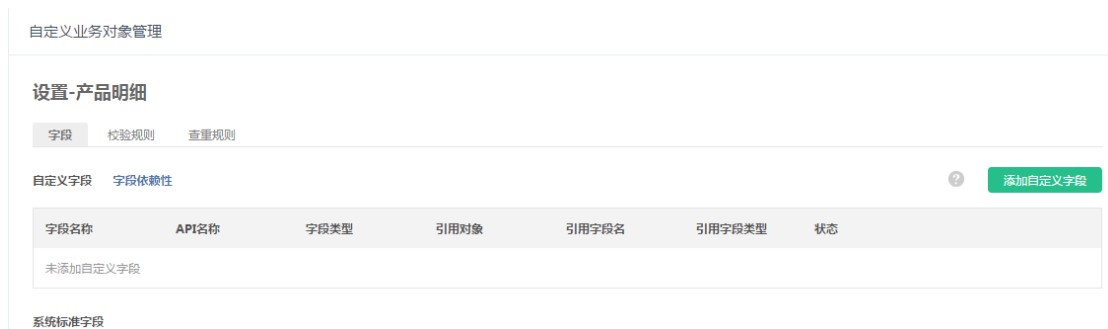 自定义业务对象管理
设置-产品明细
字段 校验规则 查重规则
自定义字段 字段依赖性 ? 添加自定义字段
字段名称 API名称 字段类型 引用对象 引用字段名 引用字段类型 状态
未添加自定义字段
系统标准字段